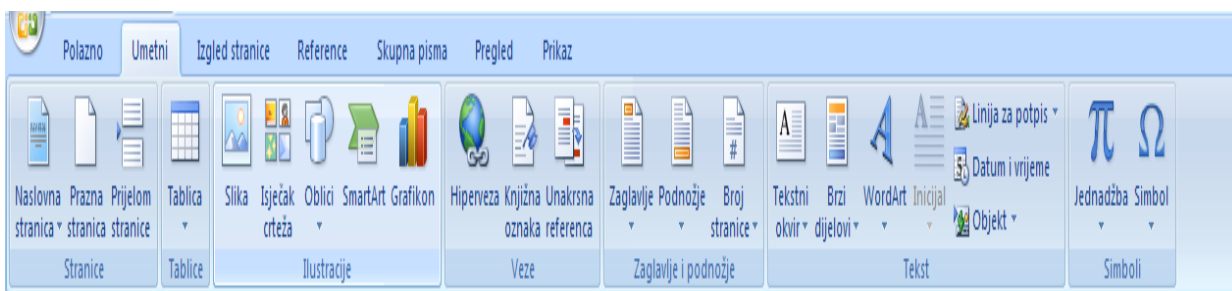 Polazno Umetni Izgled stranice Reference Skupna pisma Pregled Prikaz
Naslovna stranica
Prazna stranica
Prijelom stranice
Stranice
Tablica
Tablice
Slika
Isječak crteža
Oblici
SmartArt
Grafikon
Ilustracije
Hiperveza
Knjižna oznaka
Unakrsna referenca
Veze
Zaglavlje
Podnožje
Broj stranice
Zaglavlje i podnožje
Tekstni okvir
Brzi dijelovi
WordArt
Inicijal
Linija za potpis
Datum i vrijeme
Objekt
Tekst
Jednadžba
Simbol
Simboli